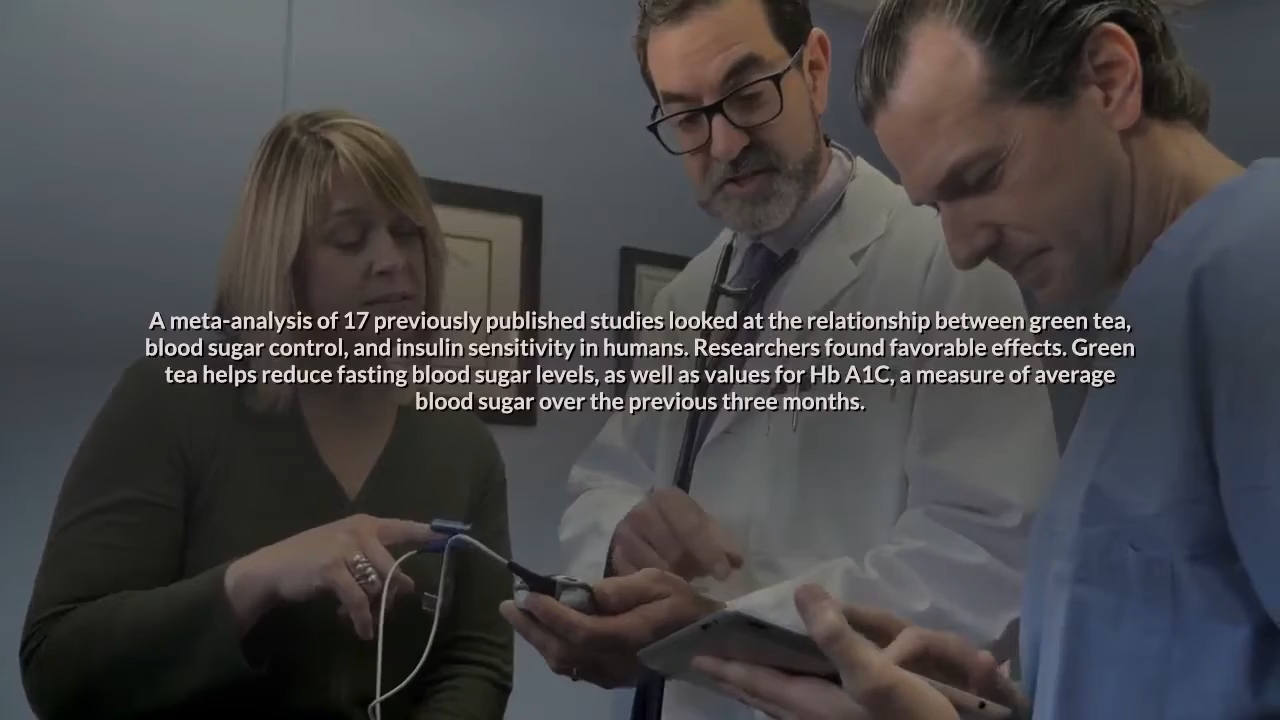 A meta-analysis of 17 previously published studies looked at the relationship between green tea,
blood sugar control, and insulin sensitivity in humans. Researchers found favorable effects. Green
tea helps reduce fasting blood sugar levels, as well as values for Hb A1C, a measure of average
blood sugar over the previous three months.